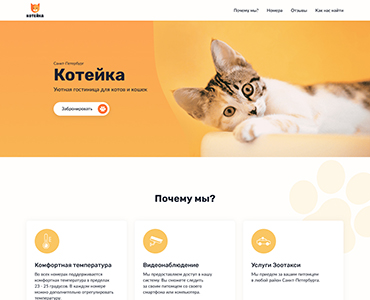 КОТЕЙКА
Почему мы?
Номера
Отзывы
Как нас найти
Санкт-Петербург
Котейка
Уютная гостиница для котов и кошек
Забронировать
Почему мы?
Комфортная температура
Во всех номерах поддерживается
комфортная температура в пределах
23 - 25 градусов. В каждом номере
можно дополнительно отрегулировать
температуру.
Видеонаблюдение
Мы предоставляем доступ в нашу
систему. Вы сможете следить
за своим питомцем со своего
смартфона или компьютера.
Услуги Зоотакси
Мы приедем за вашим питомцем
в любой район Санкт-Петербурга.